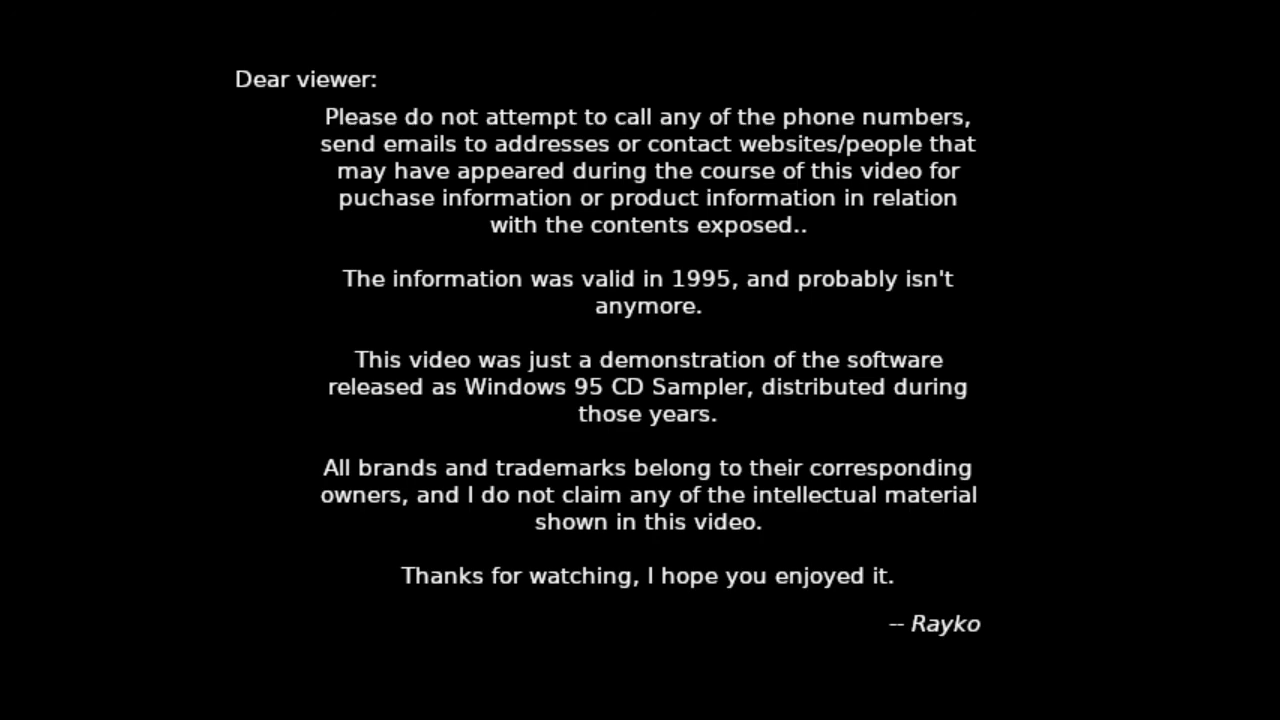 Dear viewer:
Please do not attempt to call any of the phone numbers,
send emails to addresses or contact websites/people that
may have appeared during the course of this video for
puchase information or product information in relation
with the contents exposed..
The information was valid in 1995, and probably isn't
anymore.
This video was just a demonstration of the software
released as Windows 95 CD Sampler, distributed during
those years.
All brands and trademarks belong to their corresponding
owners, and I do not claim any of the intellectual material
shown in this video.
Thanks for watching, I hope you enjoyed it.
-- Rayko